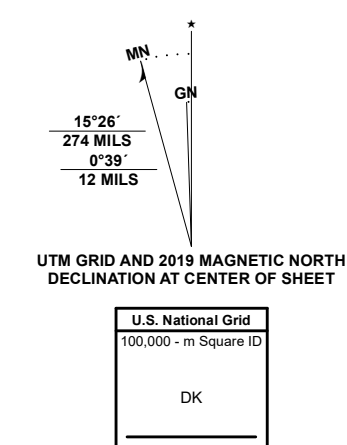 ★
MN
GN
15°26´
274 MILS
0°39´
12 MILS
UTM GRID AND 2019 MAGNETIC NORTH
DECLINATION AT CENTER OF SHEET
U.S. National Grid
100,000 - m Square ID
DK